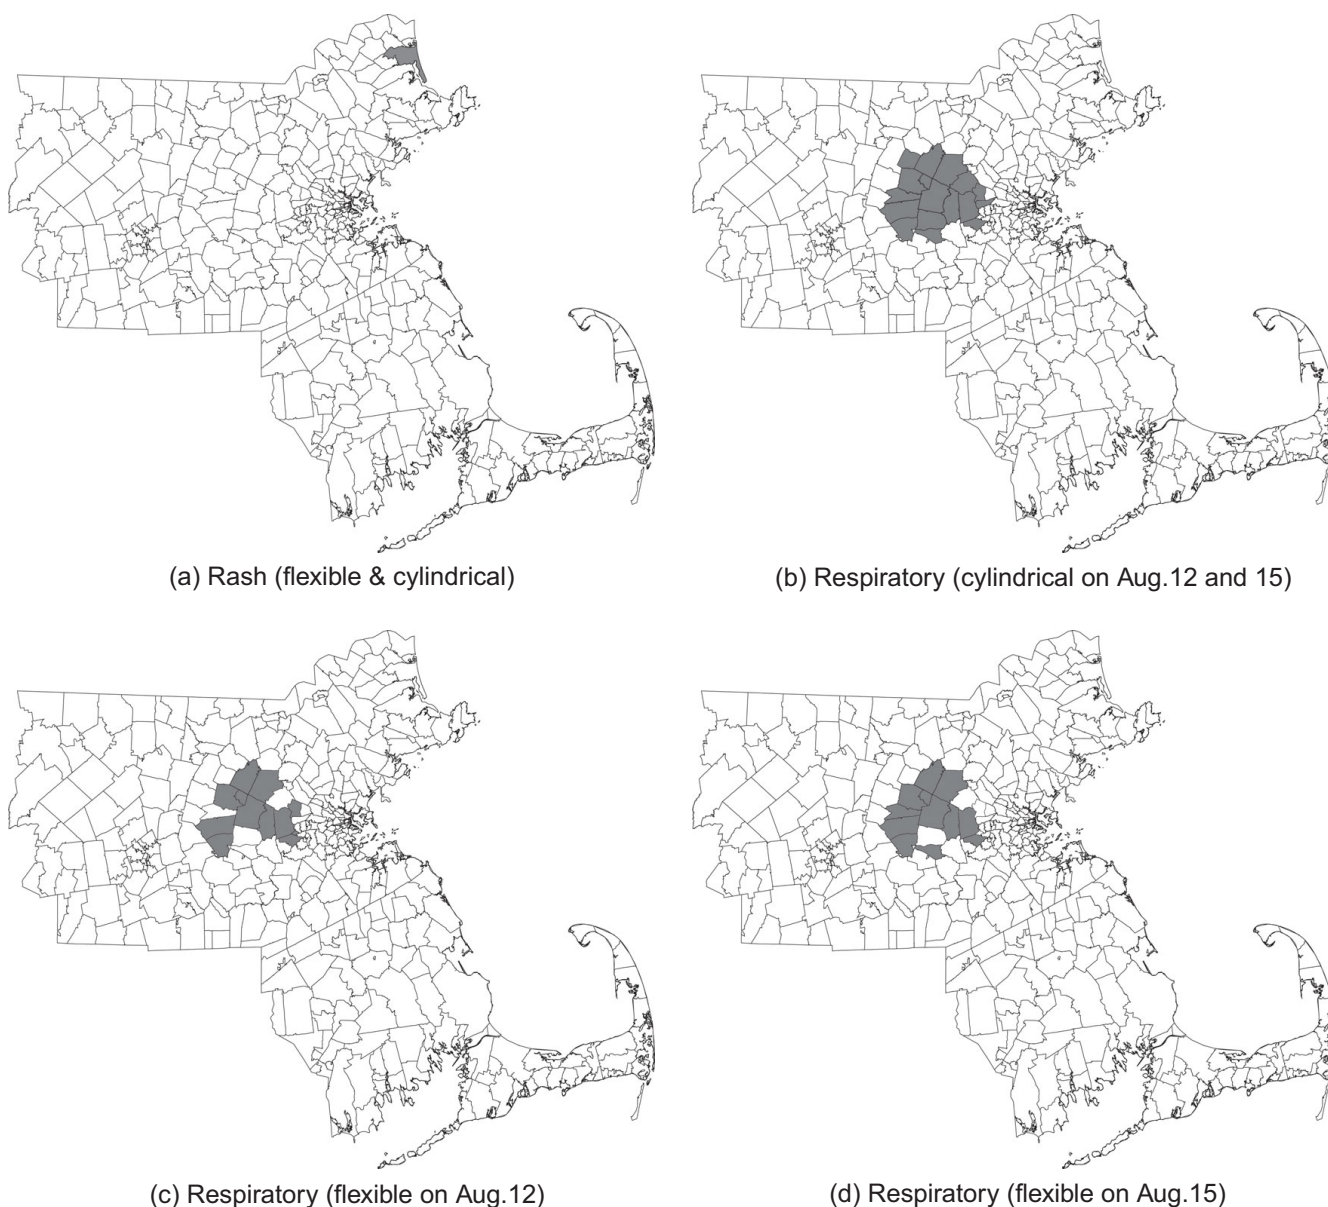 (a) Rash (flexible & cylindrical)
(b) Respiratory (cylindrical on Aug.12 and 15)
(c) Respiratory (flexible on Aug.12)
(d) Respiratory (flexible on Aug.15)